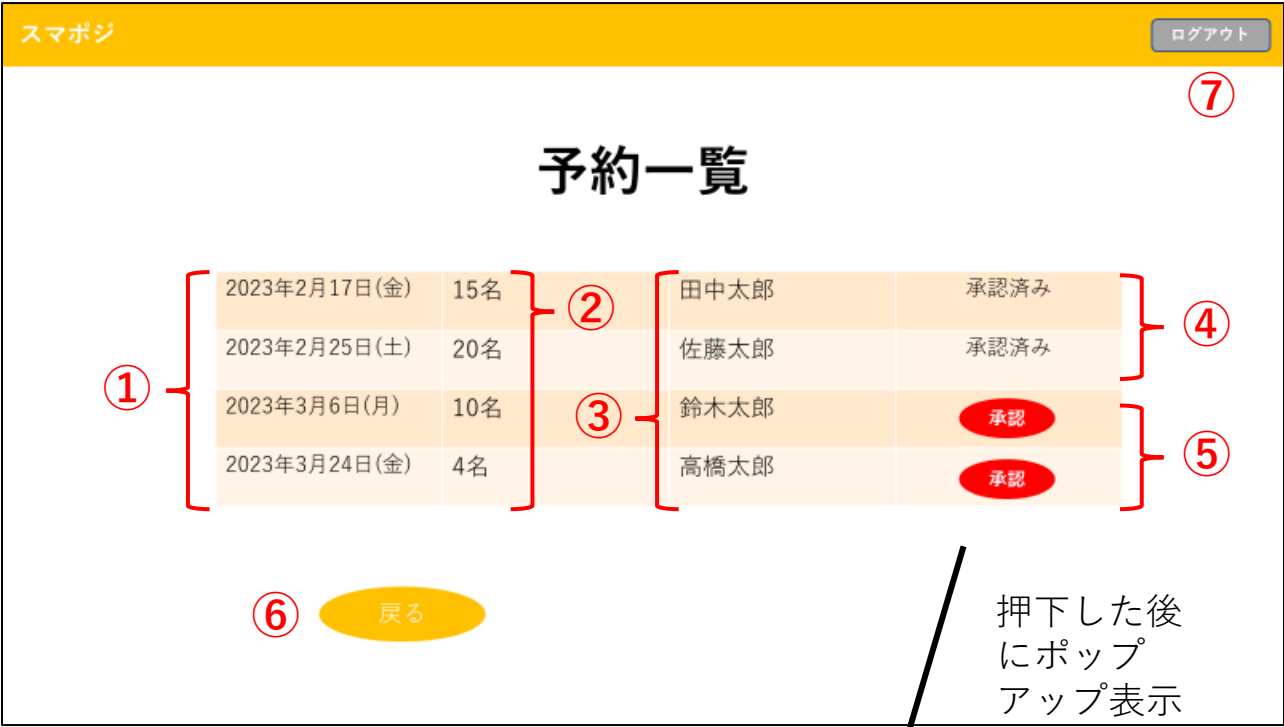 スマポジ
ログアウト
⑦
予約一覧
2023年2月17日(金) 15名 田中太郎 承認済み
②
④
2023年2月25日(土) 20名 佐藤太郎 承認済み
①
2023年3月6日(月) 10名 鈴木太郎 承認
③
⑤
2023年3月24日(金) 4名 高橋太郎 承認
⑥ 戻る
押下した後
にポップ
アップ表示